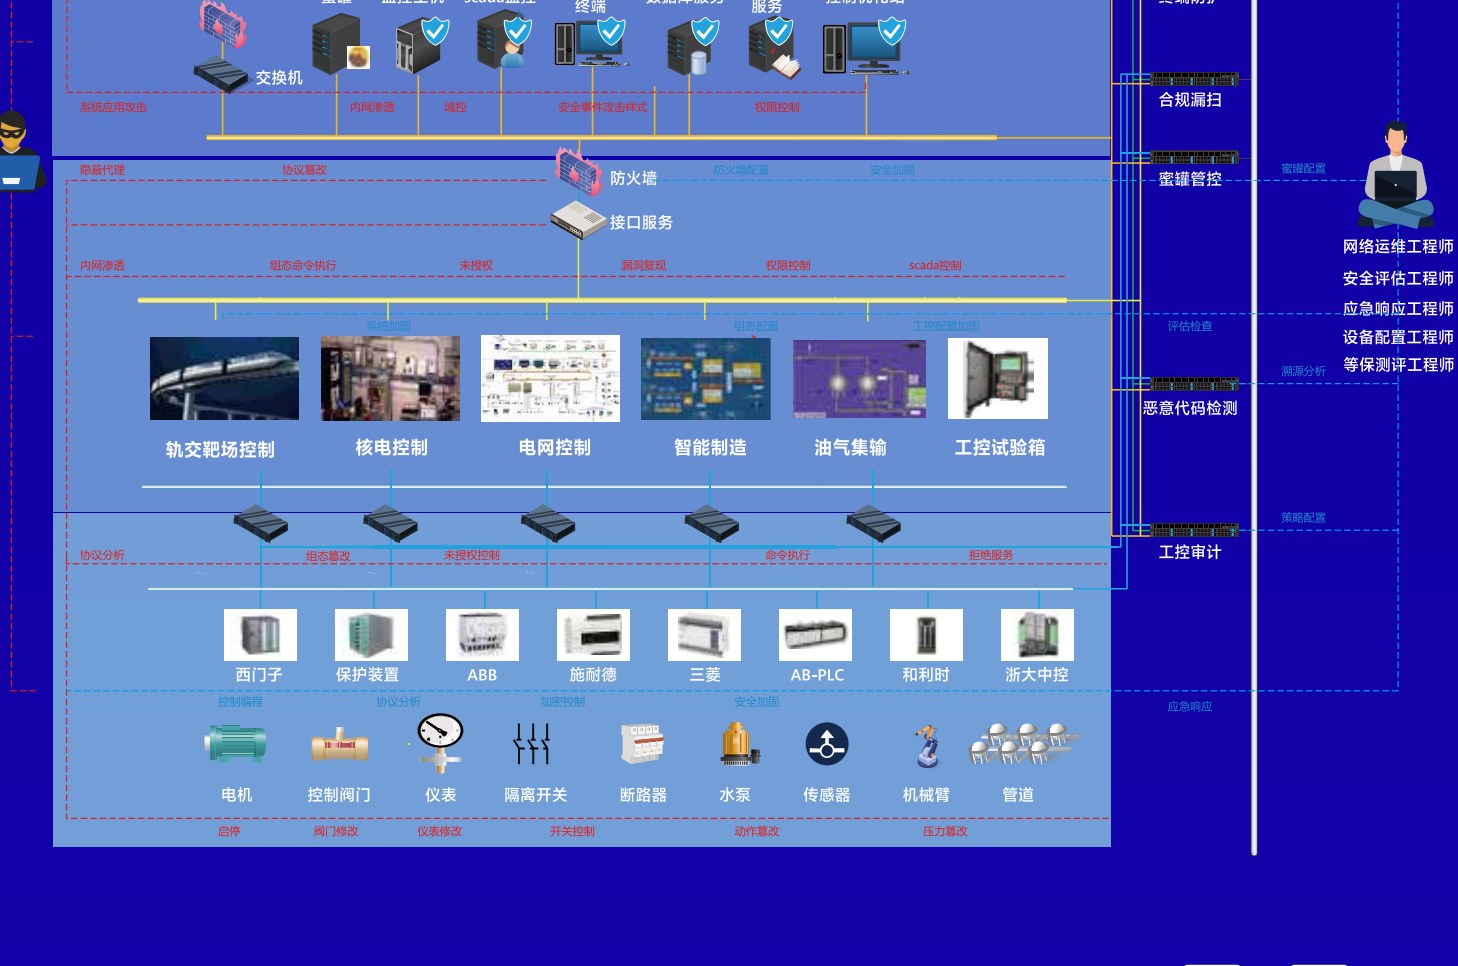 终端
服务
交换机
系统应用攻击
内网渗透
域控
安全事件攻击样式
权限控制
合规漏扫
隐蔽代理
协议篡改
防火墙
防火墙配置
安全加固
蜜罐管控
蜜罐配置
接口服务
网络运维工程师
安全评估工程师
应急响应工程师
设备配置工程师
等保测评工程师
内网渗透
组态命令执行
未授权
漏洞复现
权限控制
scada控制
系统加固
组态配置
工控配置加固
评估检查
溯源分析
恶意代码检测
轨交靶场控制
核电控制
电网控制
智能制造
油气集输
工控试验箱
策略配置
工控审计
协议分析
组态篡改
未授权控制
命令执行
拒绝服务
西门子
保护装置
ABB
施耐德
三菱
AB-PLC
和利时
浙大中控
控制编程
协议分析
加密控制
安全加固
应急响应
电机
控制阀门
仪表
隔离开关
断路器
水泵
传感器
机械臂
管道
启停
阀门修改
仪表修改
开关控制
动作篡改
压力篡改